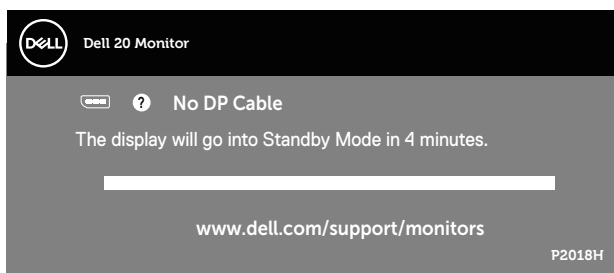 DELL
Dell 20 Monitor
? No DP Cable
The display will go into Standby Mode in 4 minutes.
www.dell.com/support/monitors
P2018H